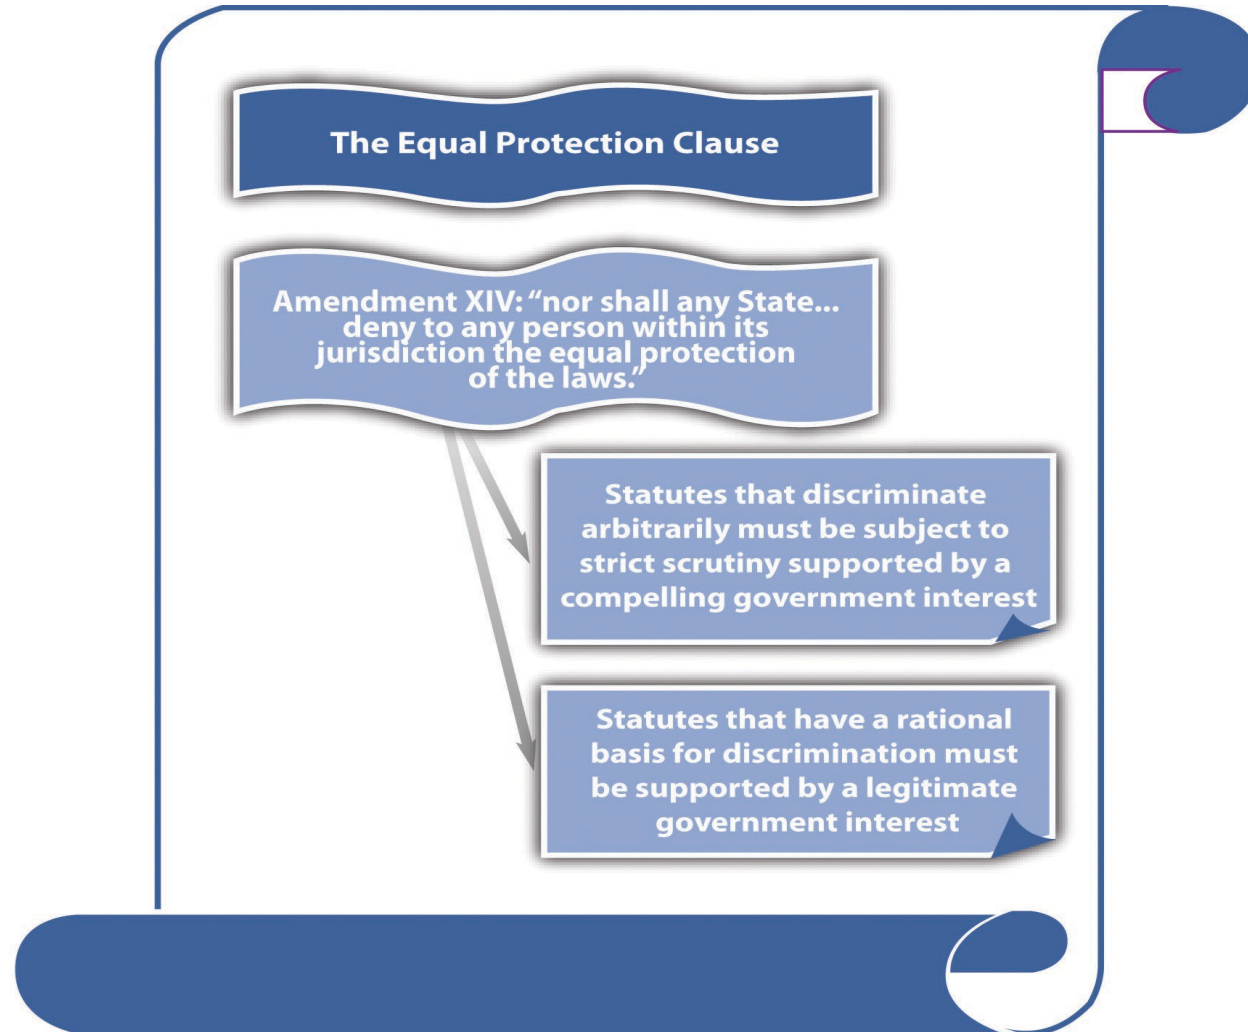 The Equal Protection Clause
Amendment XIV: “nor shall any State...
deny to any person within its
jurisdiction the equal protection
of the laws.”
Statutes that discriminate
arbitrarily must be subject to
strict scrutiny supported by a
compelling government interest
Statutes that have a rational
basis for discrimination must
be supported by a legitimate
government interest